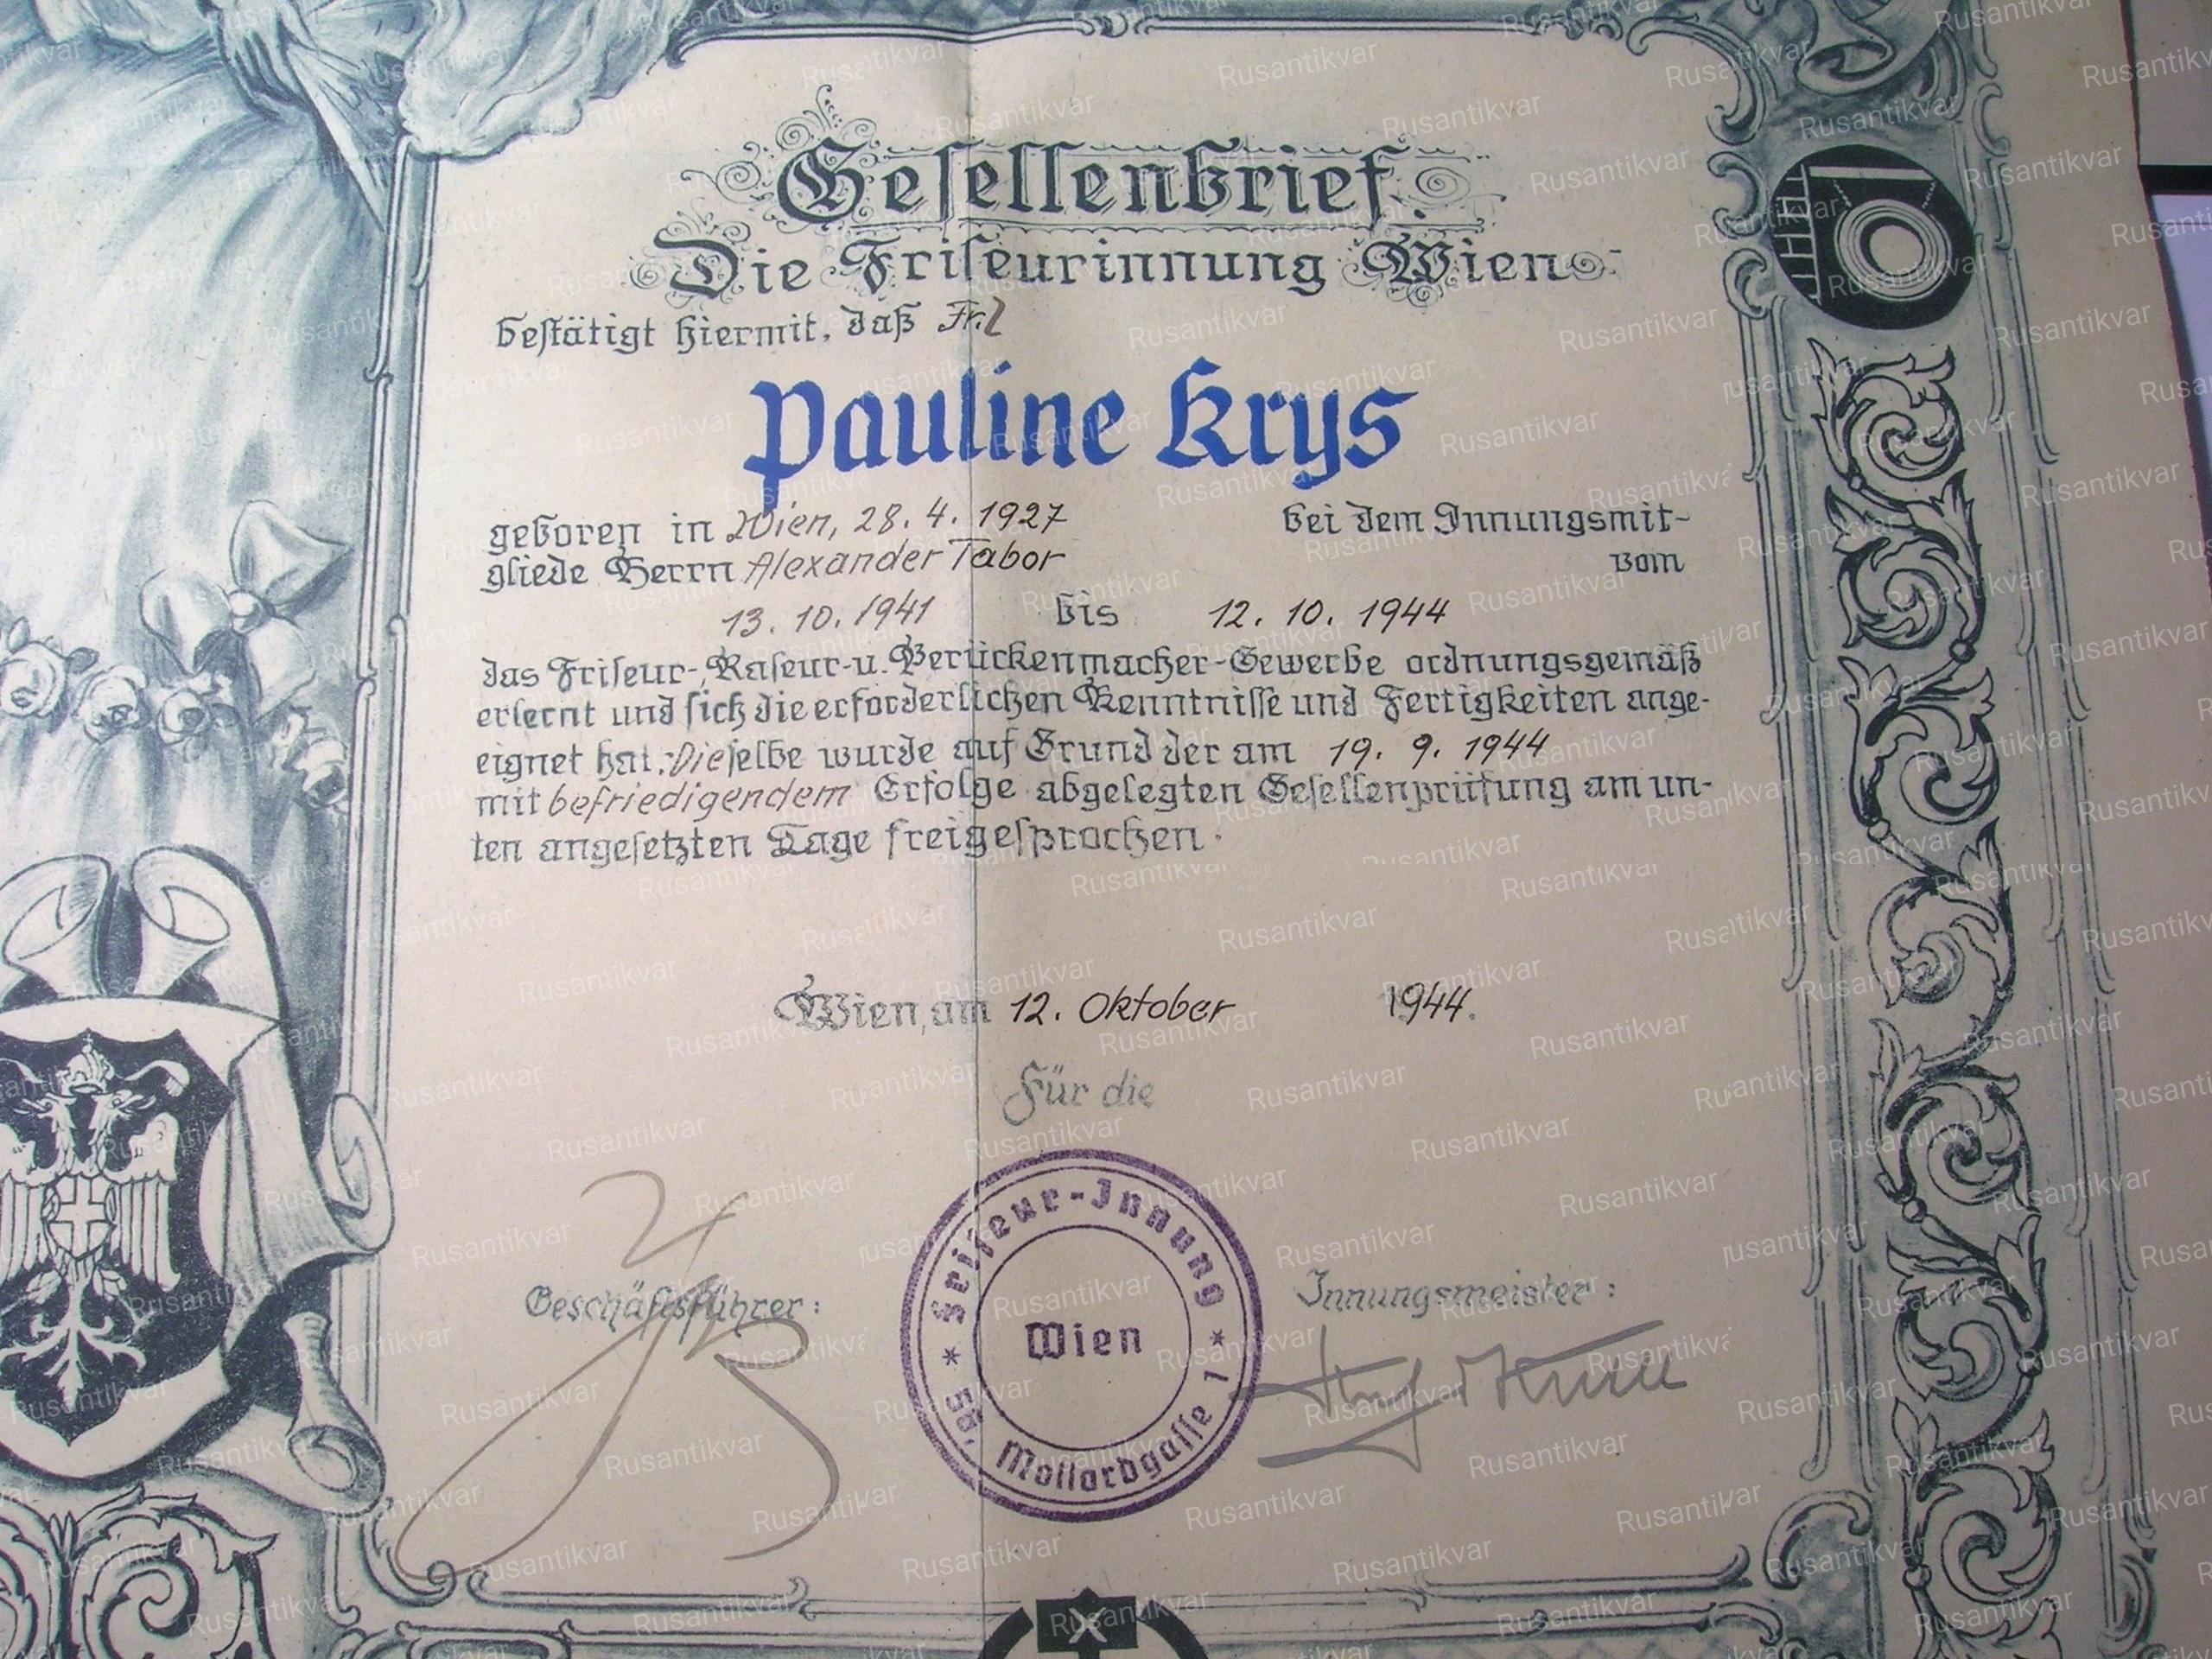 Gesellenbrief
Die Friseurinnung Wien
bestätigt hiermit, daß Frl
Pauline Krys
geboren in Wien, 28. 4. 1927 bei dem Innungsmit-
gliede Herrn Alexander Tabor vom
13. 10. 1941 bis 12. 10. 1944
das Friseur-, Raseur- u. Perückenmacher-Gewerbe ordnungsgemäß
erlernt und sich die erforderlichen Kenntnisse und Fertigkeiten ange-
eignet hat. Dieselbe wurde auf Grund der am 19. 9. 1944
mit befriedigendem Erfolge abgelegten Gesellenprüfung am un-
ten angesetzten Tage freigesprochen.
Wien, am 12. Oktober 1944.
Für die
Geschäftsführer:
Innungsmeister:
Friseur-Innung
Wien
56, Mollardgasse 1
Rusantikvar